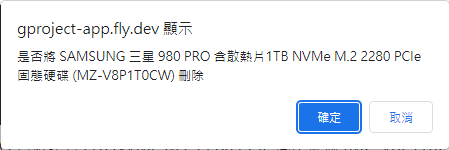 gproject-app.fly.dev 顯示
是否將 SAMSUNG 三星 980 PRO 含散熱片1TB NVMe M.2 2280 PCIe
固態硬碟 (MZ-V8P1T0CW) 刪除
確定
取消